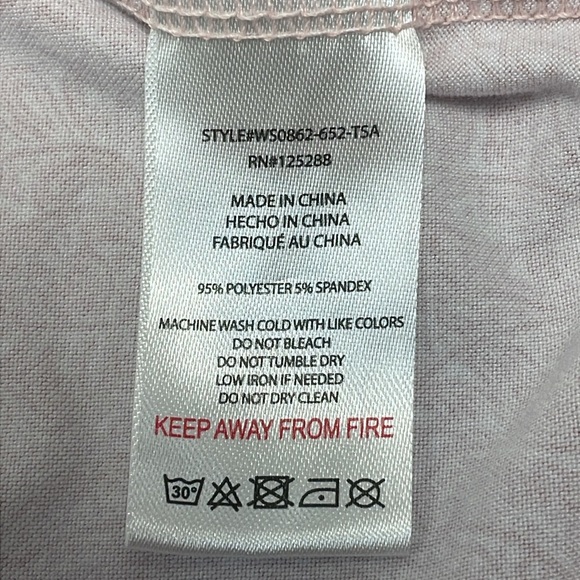 STYLE#WS0862-652-TSA
RN#125288
MADE IN CHINA
HECHO IN CHINA
FABRIQUÉ AU CHINA
95% POLYESTER 5% SPANDEX
MACHINE WASH COLD WITH LIKE COLORS
DO NOT BLEACH
DO NOT TUMBLE DRY
LOW IRON IF NEEDED
DO NOT DRY CLEAN
KEEP AWAY FROM FIRE
30°